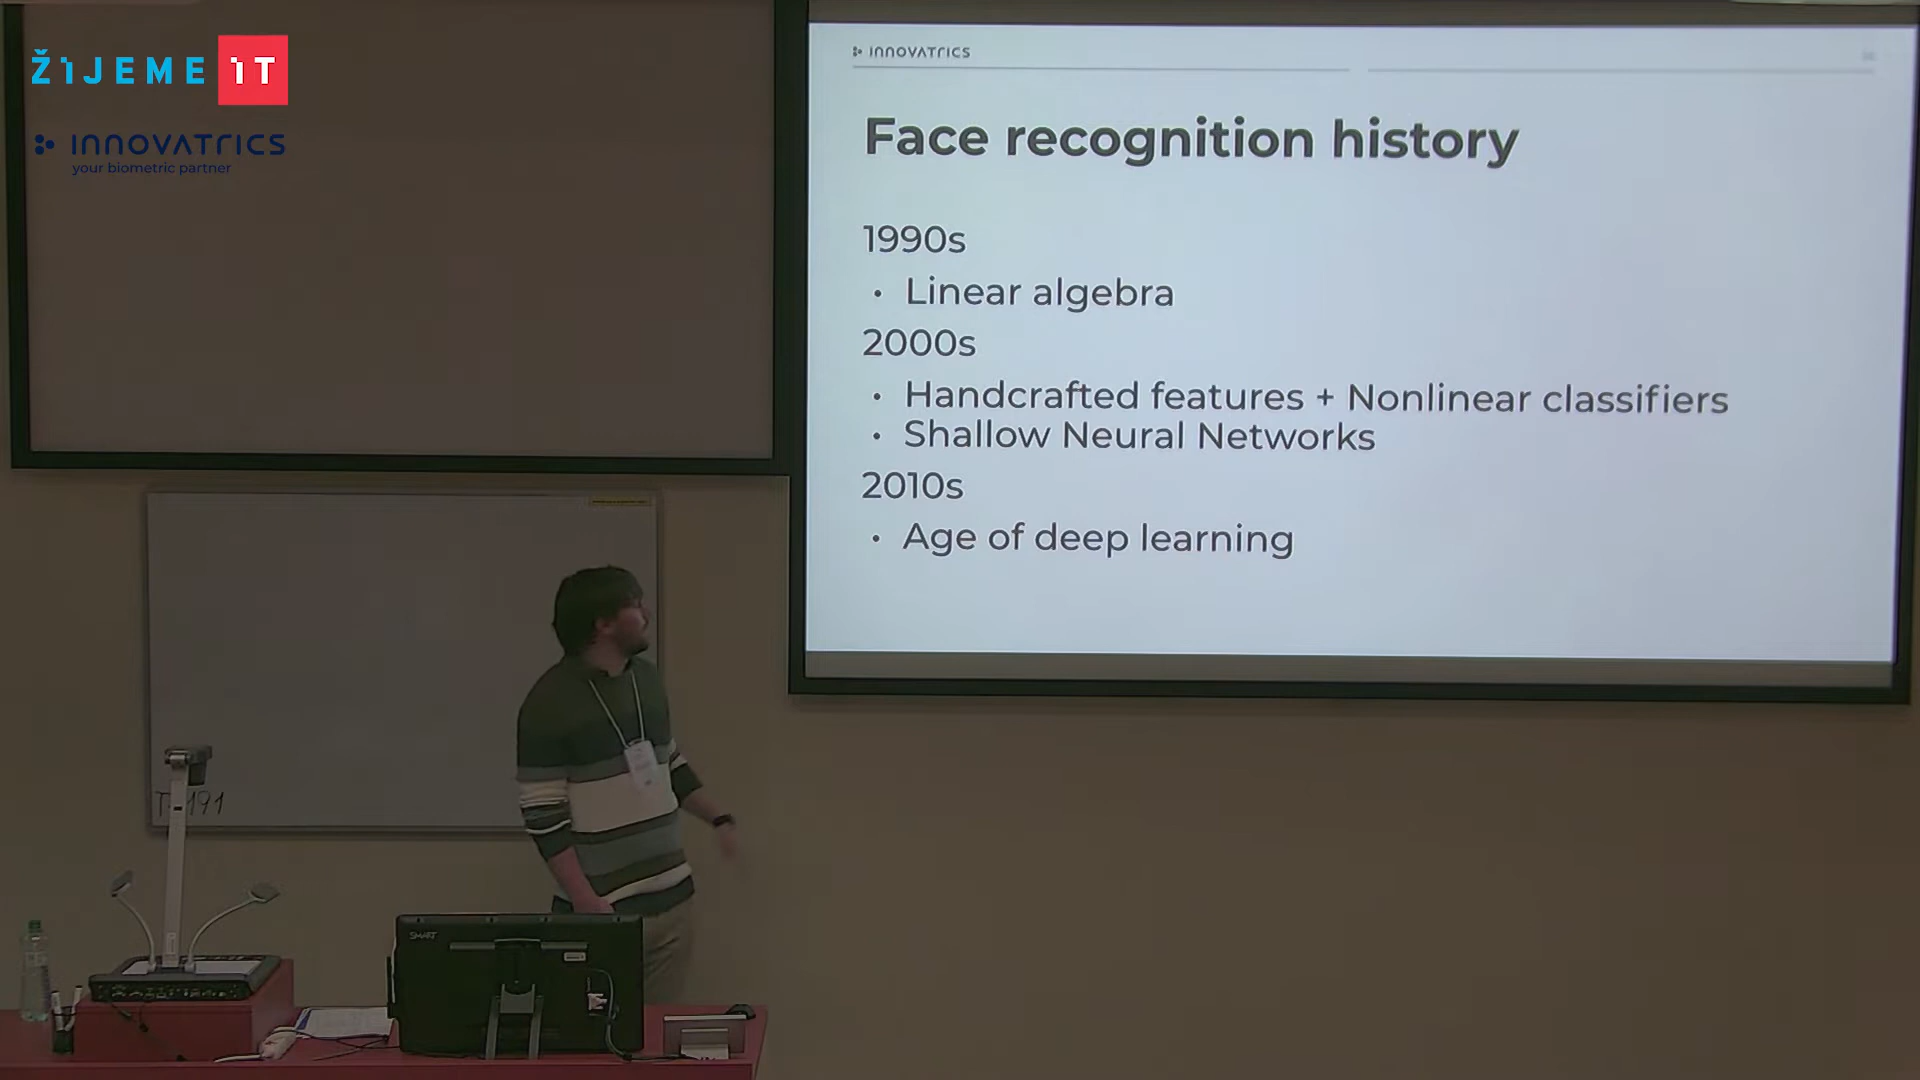 ŽIJEME IT
INNOVATRICS
your biometric partner
INNOVATRICS
Face recognition history
1990s
• Linear algebra
2000s
• Handcrafted features + Nonlinear classifiers
• Shallow Neural Networks
2010s
• Age of deep learning
SMART